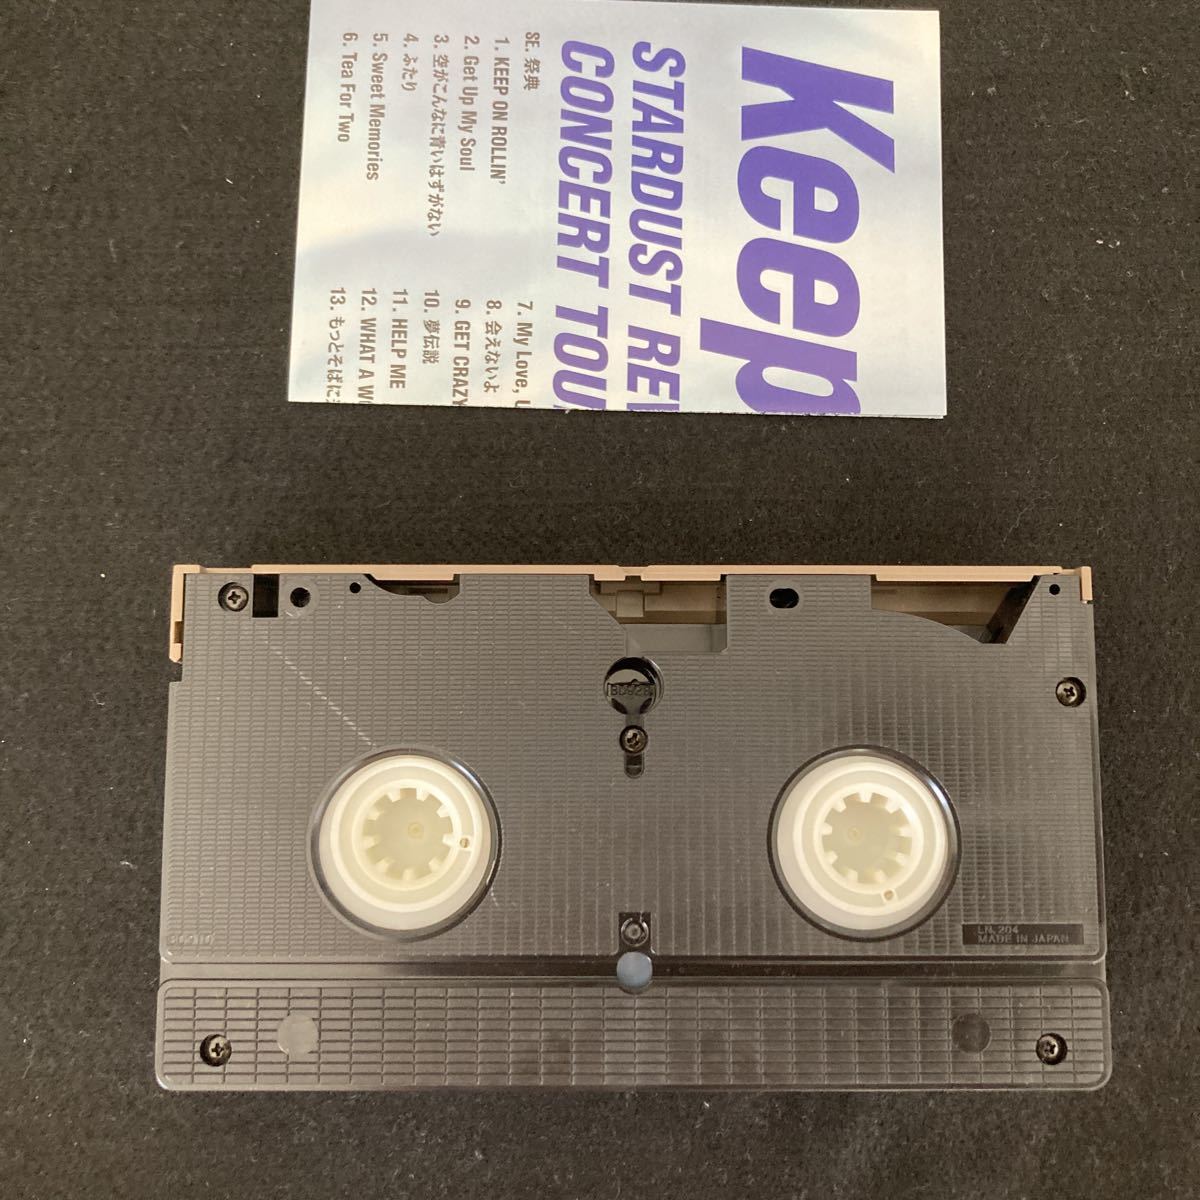 Keep
STARDUST REV
CONCERT TOU
SE. 祭典
1. KEEP ON ROLLIN'
2. Get Up My Soul
3. 空がこんなに青いはずがない
4. ふたり
5. Sweet Memories
6. Tea For Two
7. My Love,
8. 会えないよ
9. GET CRAZY
10. 夢伝説
11. HELP ME
12. WHAT A W
13. もっとそばに
LN 204
MADE IN JAPAN